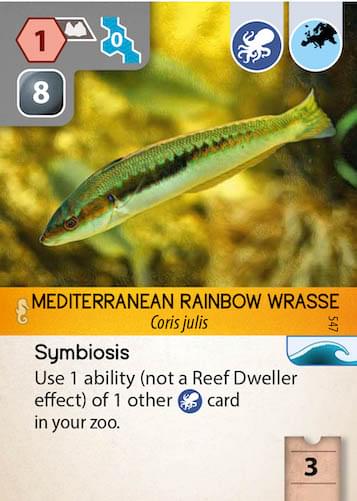 1
0
8
MEDITERRANEAN RAINBOW WRASSE
Coris julis
547
Symbiosis
Use 1 ability (not a Reef Dweller
effect) of 1 other card
in your zoo.
3